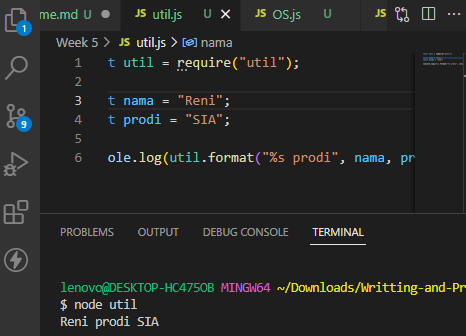 me.md U
JS util.js U
JS OS.js U
JS
1
Week 5 > JS util.js > nama
1 t util = require("util");
2
3 t nama = "Reni";
4 t prodi = "SIA";
5
6 ole.log(util.format("%s prodi", nama, pr
9
PROBLEMS OUTPUT DEBUG CONSOLE TERMINAL
lenovo@DESKTOP-HC475OB MINGW64 ~/Downloads/Writting-and-Pr
$ node util
Reni prodi SIA